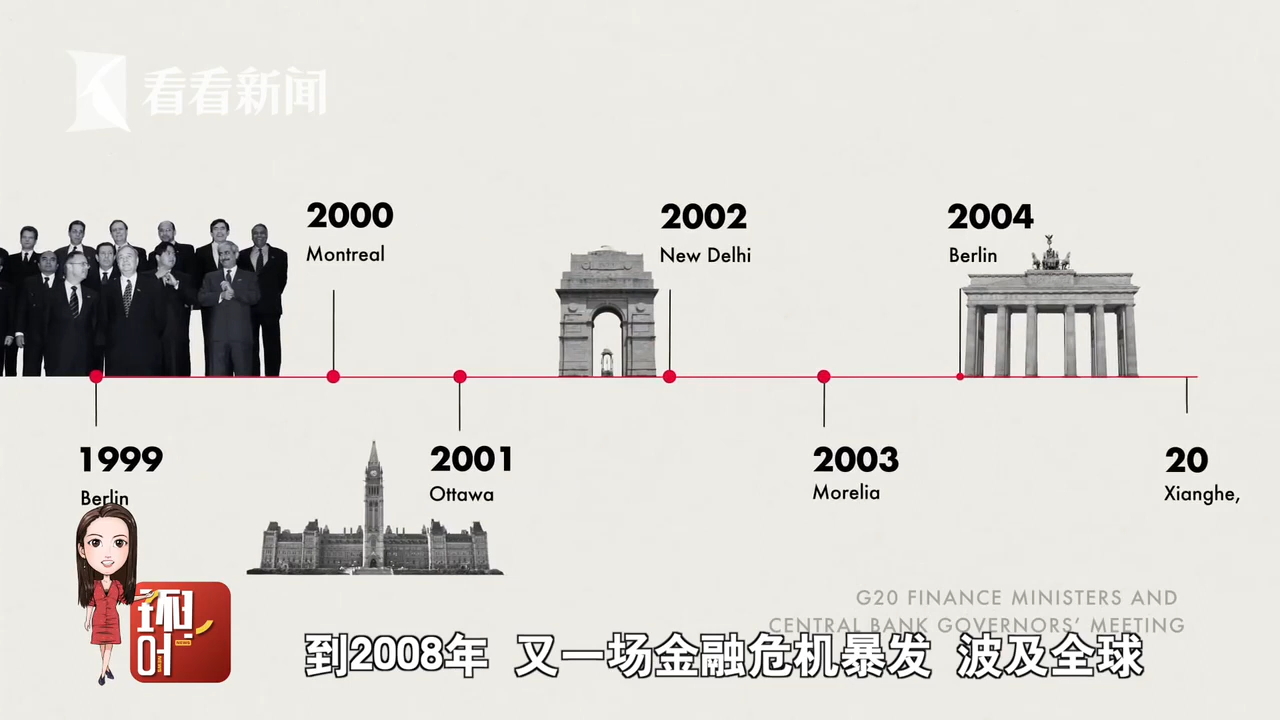 看看新闻
2000
Montreal
2002
New Delhi
2004
Berlin
1999
Berlin
2001
Ottawa
2003
Morelia
20
Xianghe,
G20 FINANCE MINISTERS AND
CENTRAL BANK GOVERNORS' MEETING
到2008年 又一场金融危机暴发 波及全球